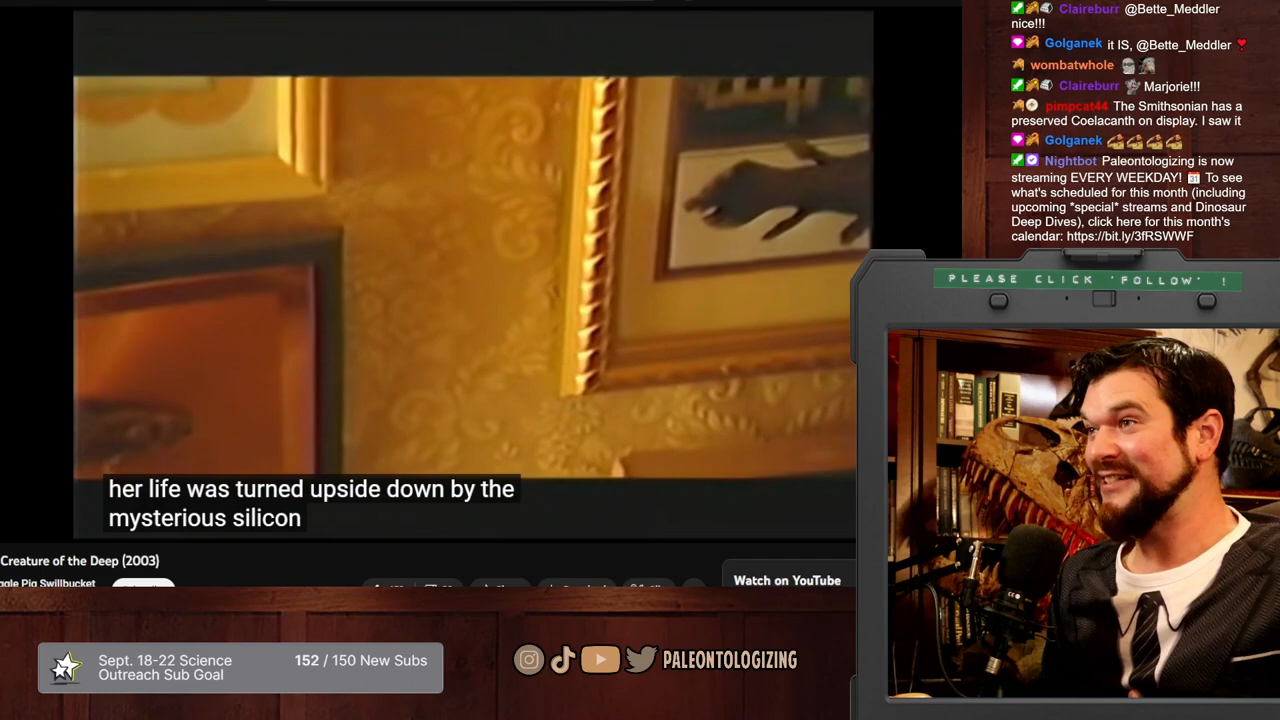 her life was turned upside down by the
mysterious silicon
Creature of the Deep (2003)
Pig Swillbucket
Watch on YouTube
Sept. 18-22 Science
Outreach Sub Goal
152 / 150 New Subs
PALEONTOLOGIZING
Claireburr @Bette_Meddler
nice!!!
Golganek it IS, @Bette_Meddler
wombatwhole
Claireburr Marjorie!!!
pimpcat44 The Smithsonian has a
preserved Coelacanth on display. I saw it
Golganek
Nightbot Paleontologizing is now
streaming EVERY WEEKDAY! To see
what's scheduled for this month (including
upcoming *special* streams and Dinosaur
Deep Dives), click here for this month's
calendar: https://bit.ly/3fRSWWF
PLEASE CLICK 'FOLLOW' !